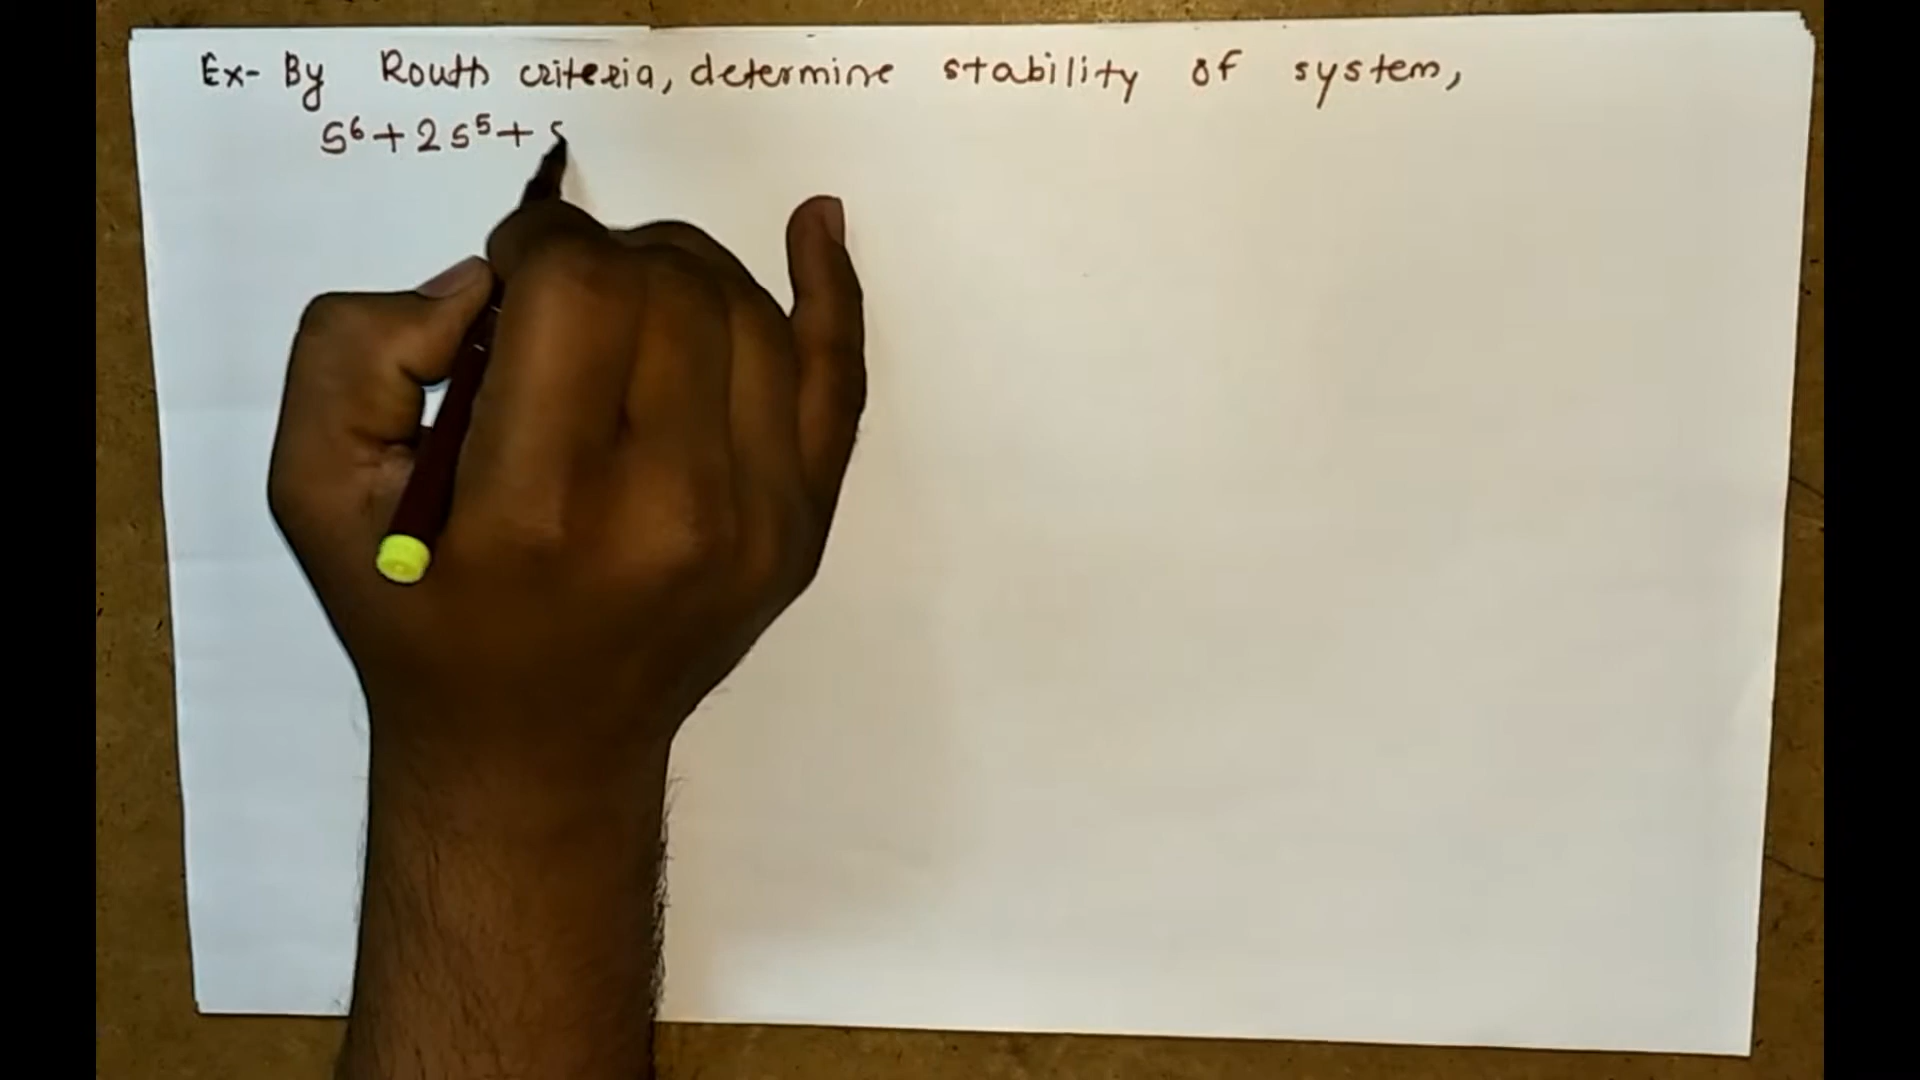 Ex- By Routh criteria, determine stability of system,
s⁶+2s⁵+s